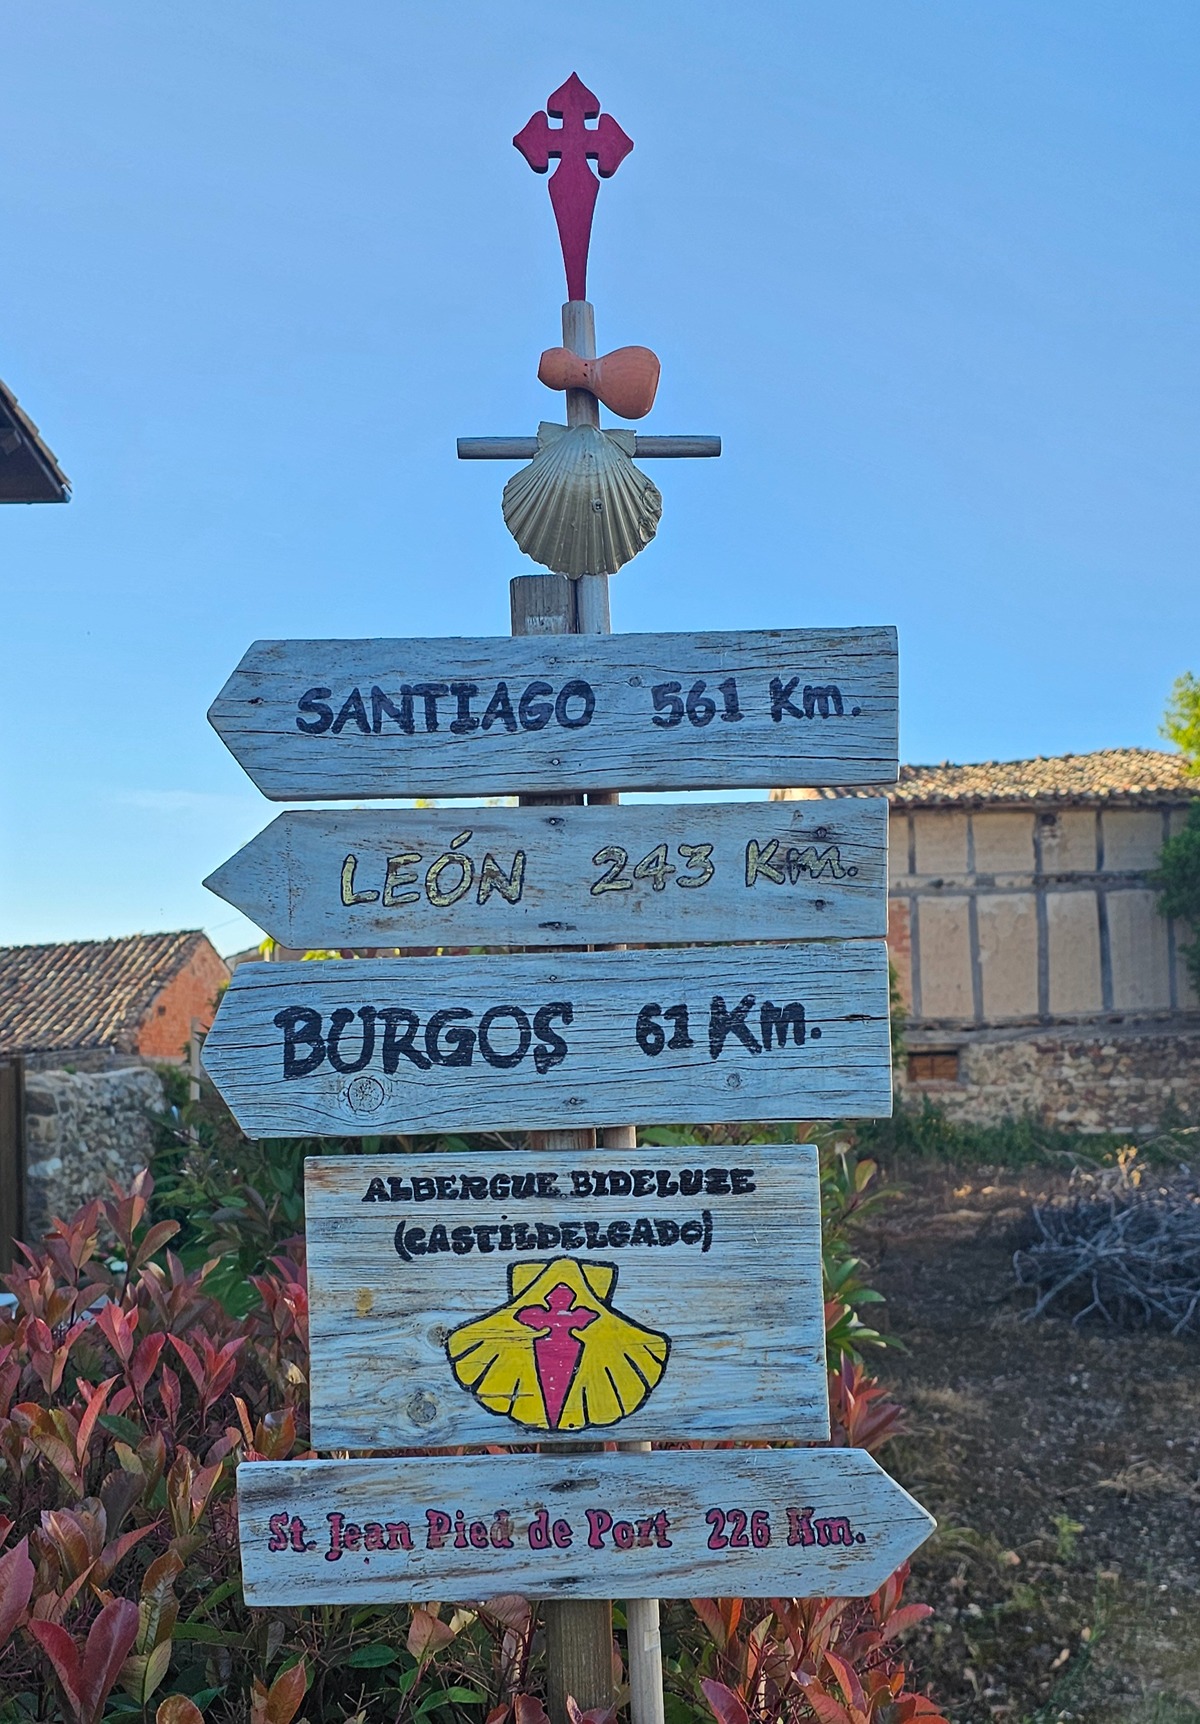 SANTIAGO 561 Km.
LEÓN 243 Km.
BURGOS 61 Km.
ALBERGUE BIDELUZE
(CASTILDELGADO)
St. Jean Pied de Port 226 Km.